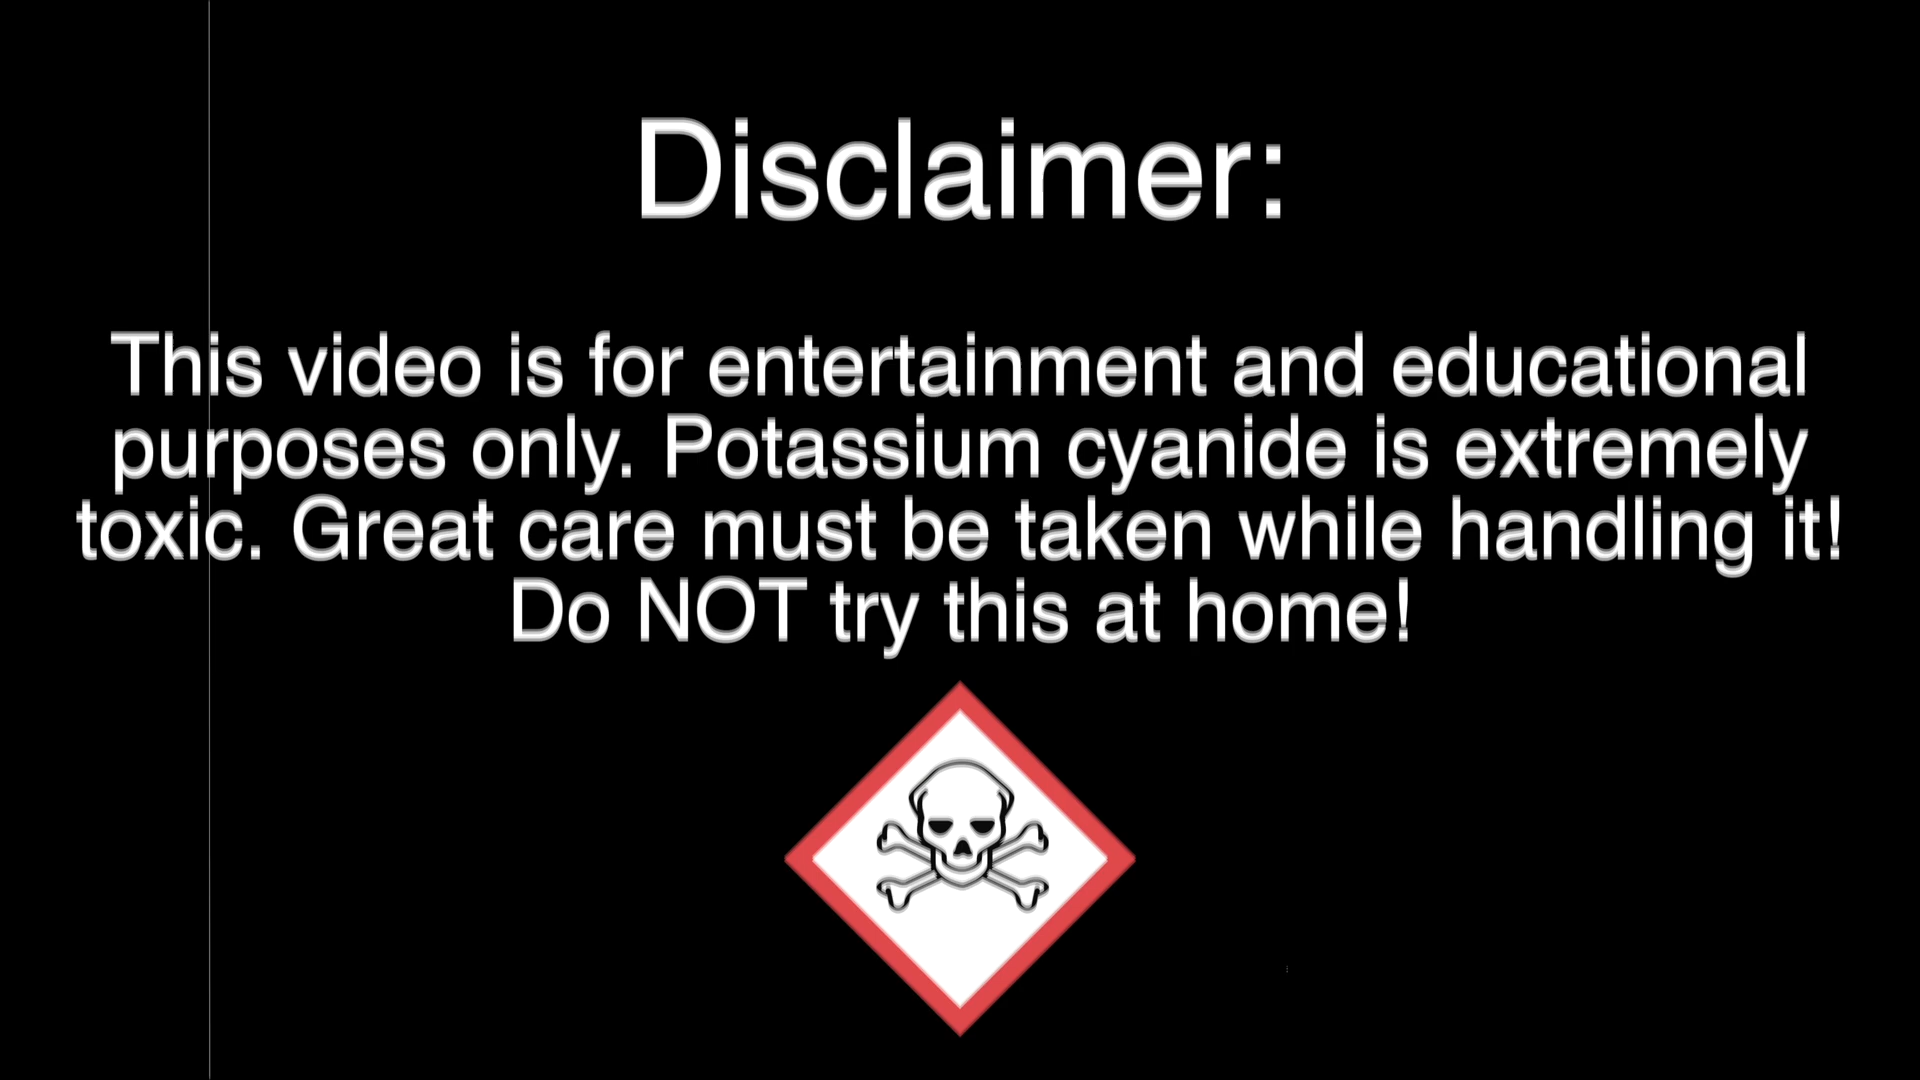 Disclaimer:
This video is for entertainment and educational
purposes only. Potassium cyanide is extremely
toxic. Great care must be taken while handling it!
Do NOT try this at home!